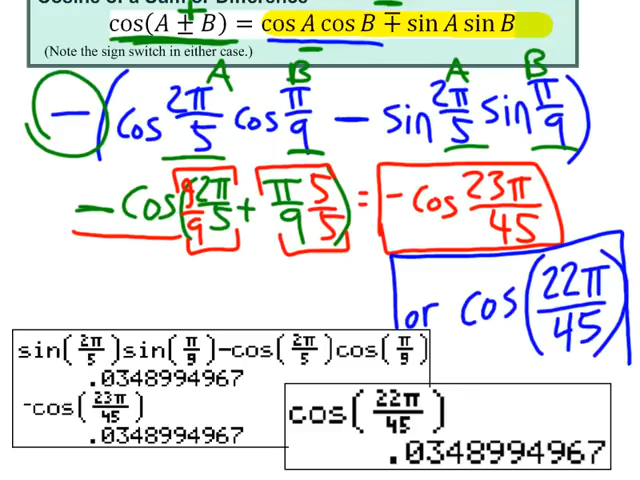 Cosine of a Sum or Difference
cos(A ± B) = cos A cos B ∓ sin A sin B
(Note the sign switch in either case.)
A B A B
−(cos 2π/5 cos π/9 − sin 2π/5 sin π/9)
−cos(9/9 2π/5 + π/9 5/5) = −cos 23π/45
or cos(22π/45)
sin(2π/5)sin(π/9)-cos(2π/5)cos(π/9)
.0348994967
-cos(23π/45)
.0348994967
cos(22π/45)
.0348994967